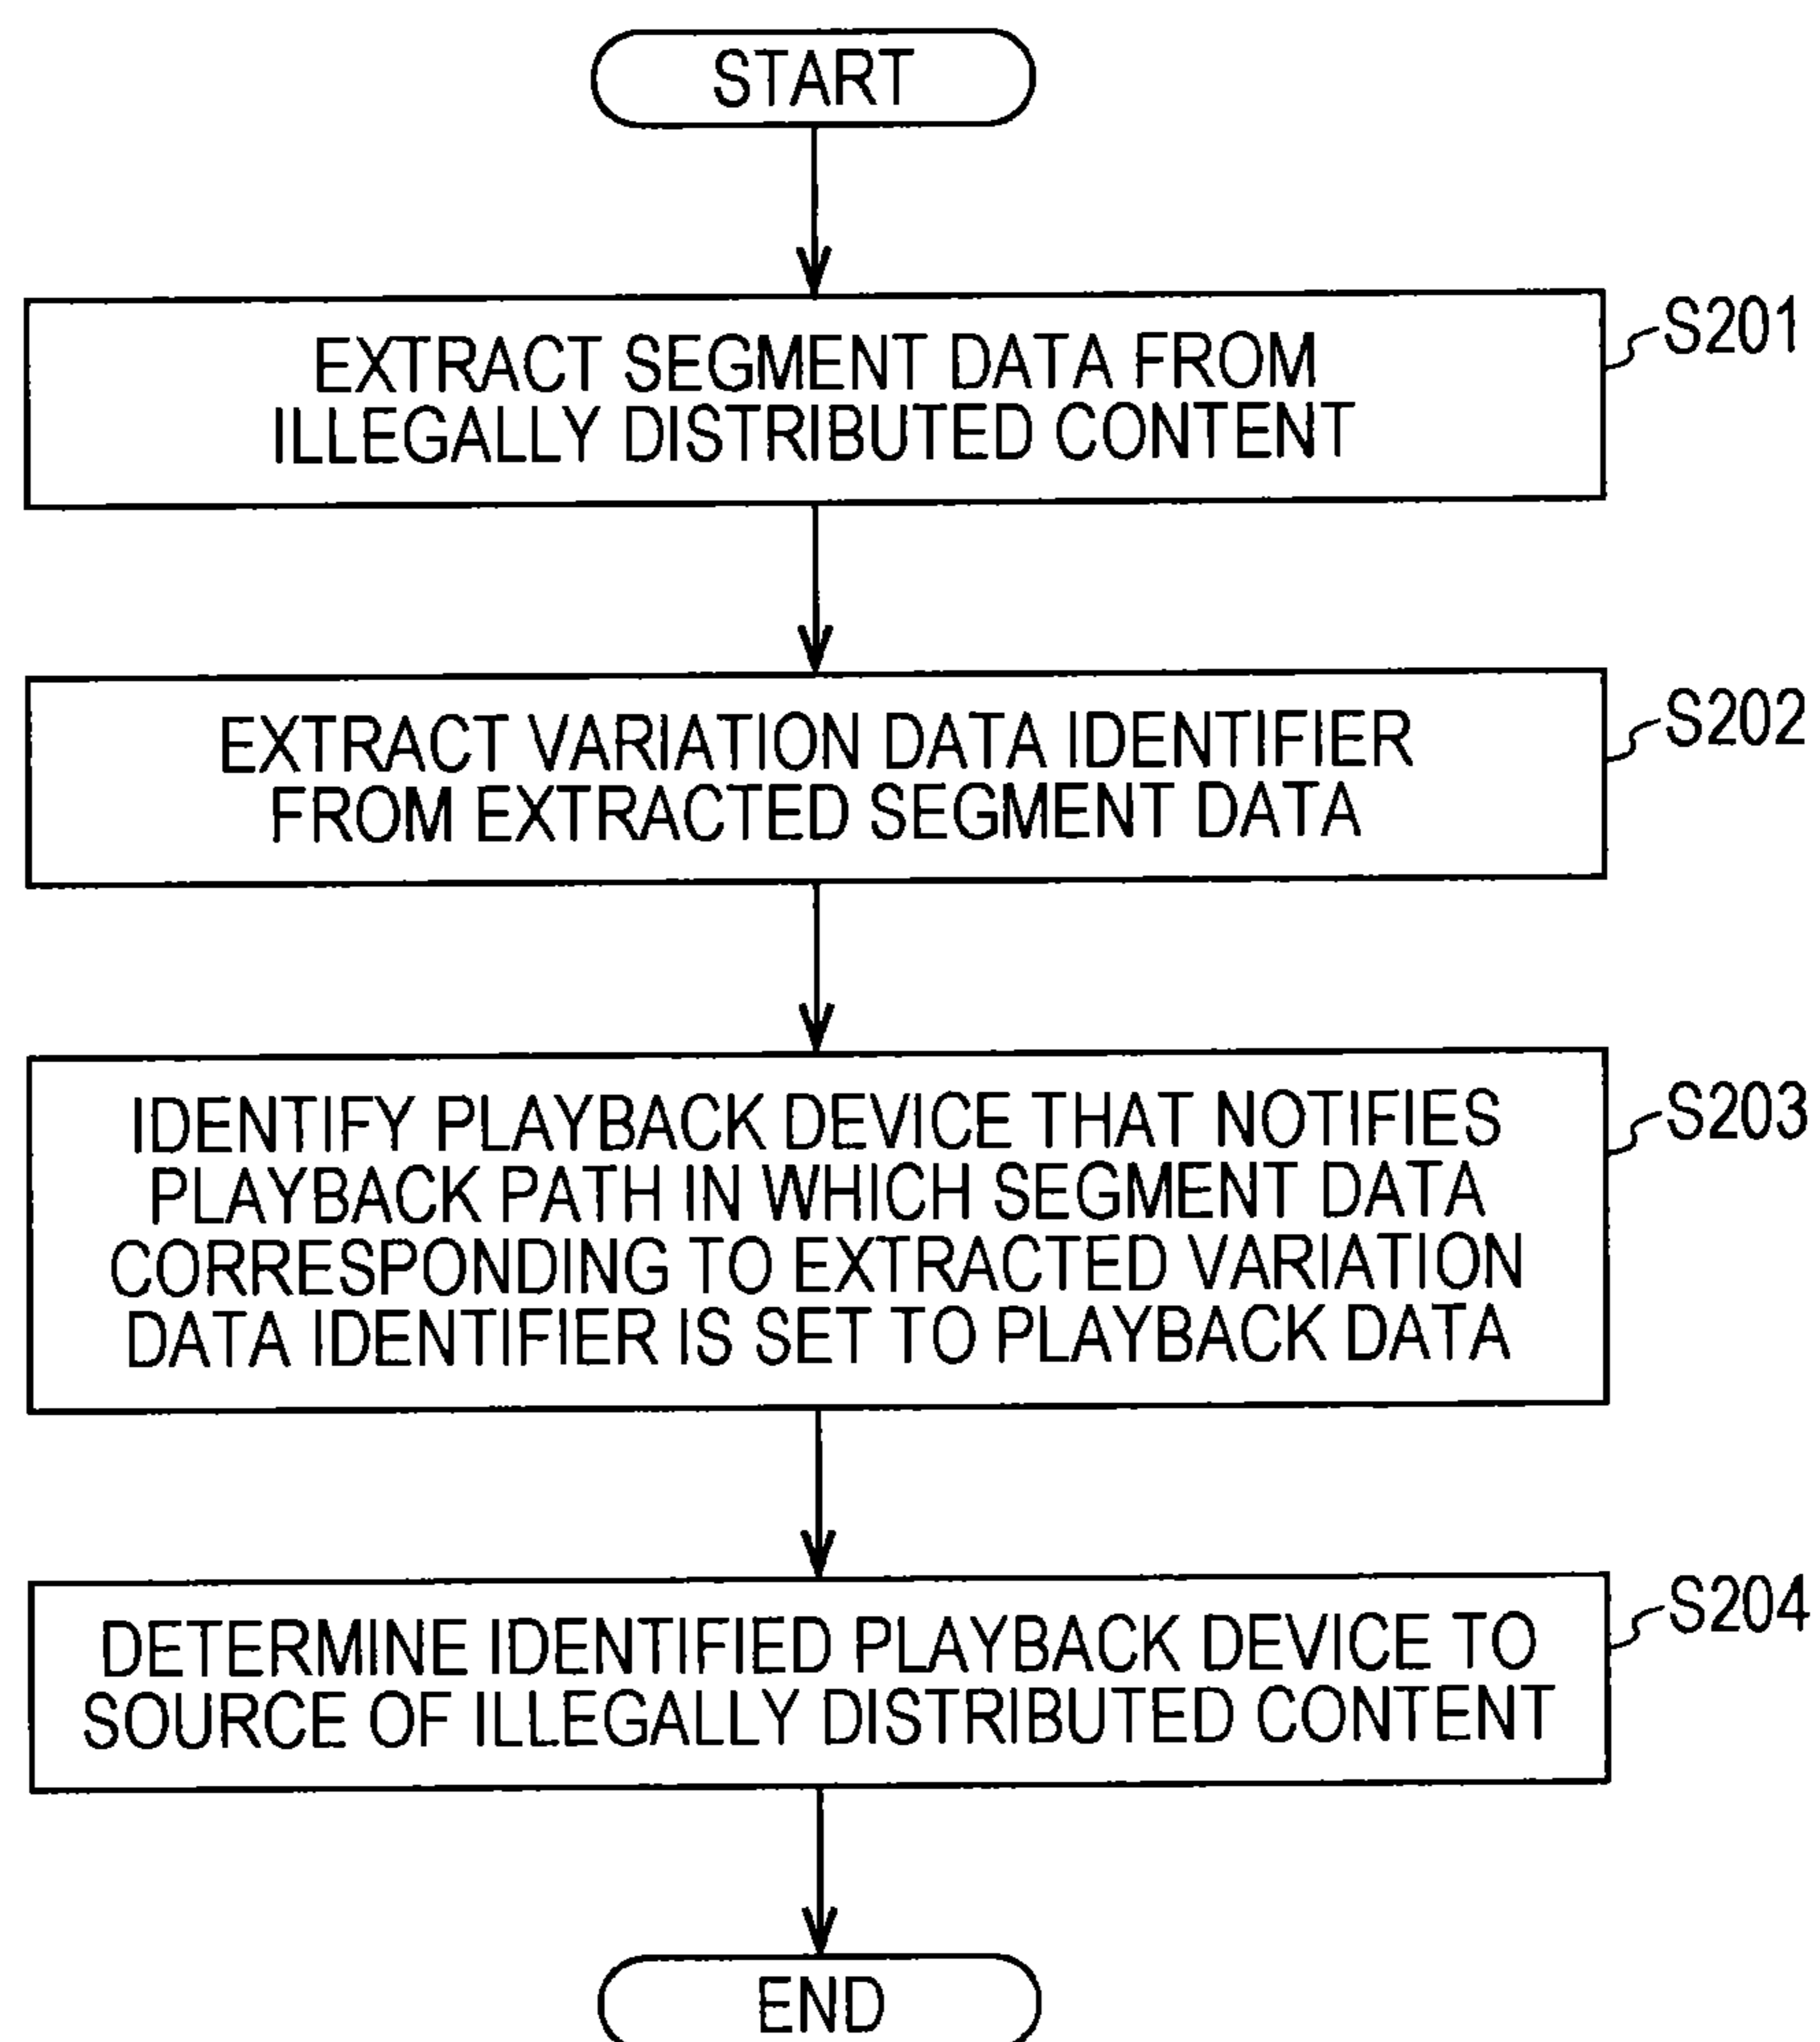 START
EXTRACT SEGMENT DATA FROM
ILLEGALLY DISTRIBUTED CONTENT
S201
EXTRACT VARIATION DATA IDENTIFIER
FROM EXTRACTED SEGMENT DATA
S202
IDENTIFY PLAYBACK DEVICE THAT NOTIFIES
PLAYBACK PATH IN WHICH SEGMENT DATA
CORRESPONDING TO EXTRACTED VARIATION
DATA IDENTIFIER IS SET TO PLAYBACK DATA
S203
DETERMINE IDENTIFIED PLAYBACK DEVICE TO
SOURCE OF ILLEGALLY DISTRIBUTED CONTENT
S204
END